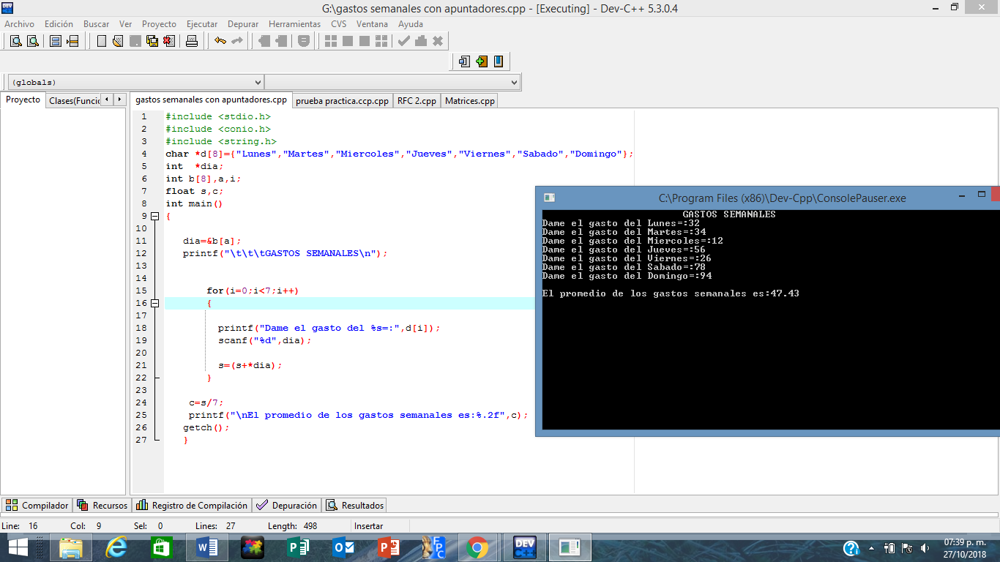 G:\gastos semanales con apuntadores.cpp - [Executing] - Dev-C++ 5.3.0.4
Archivo Edición Buscar Ver Proyecto Ejecutar Depurar Herramientas CVS Ventana Ayuda
(globals)
Proyecto Clases(Funcio gastos semanales con apuntadores.cpp prueba practica.ccp.cpp RFC 2.cpp Matrices.cpp
1 #include <stdio.h>
2 #include <conio.h>
3 #include <string.h>
4 char *d[8]={"Lunes","Martes","Miercoles","Jueves","Viernes","Sabado","Domingo"};
5 int  *dia;
6 int b[8],a,i;
7 float s,c;
8 int main()
9 {
10
11 dia=&b[a];
12 printf("\t\t\tGASTOS SEMANALES\n");
13
14
15 for(i=0;i<7;i++)
16 {
17
18 printf("Dame el gasto del %s=:",d[i]);
19 scanf("%d",dia);
20
21 s=(s+*dia);
22 }
23
24 c=s/7;
25 printf("\nEl promedio de los gastos semanales es:%.2f",c);
26 getch();
27 }
C:\Program Files (x86)\Dev-Cpp\ConsolePauser.exe
GASTOS SEMANALES
Dame el gasto del Lunes=:32
Dame el gasto del Martes=:34
Dame el gasto del Miercoles=:12
Dame el gasto del Jueves=:56
Dame el gasto del Viernes=:26
Dame el gasto del Sabado=:78
Dame el gasto del Domingo=:94
El promedio de los gastos semanales es:47.43
Compilador Recursos Registro de Compilación Depuración Resultados
Line: 16 Col: 9 Sel: 0 Lines: 27 Length: 498 Insertar
07:39 p. m.
27/10/2018